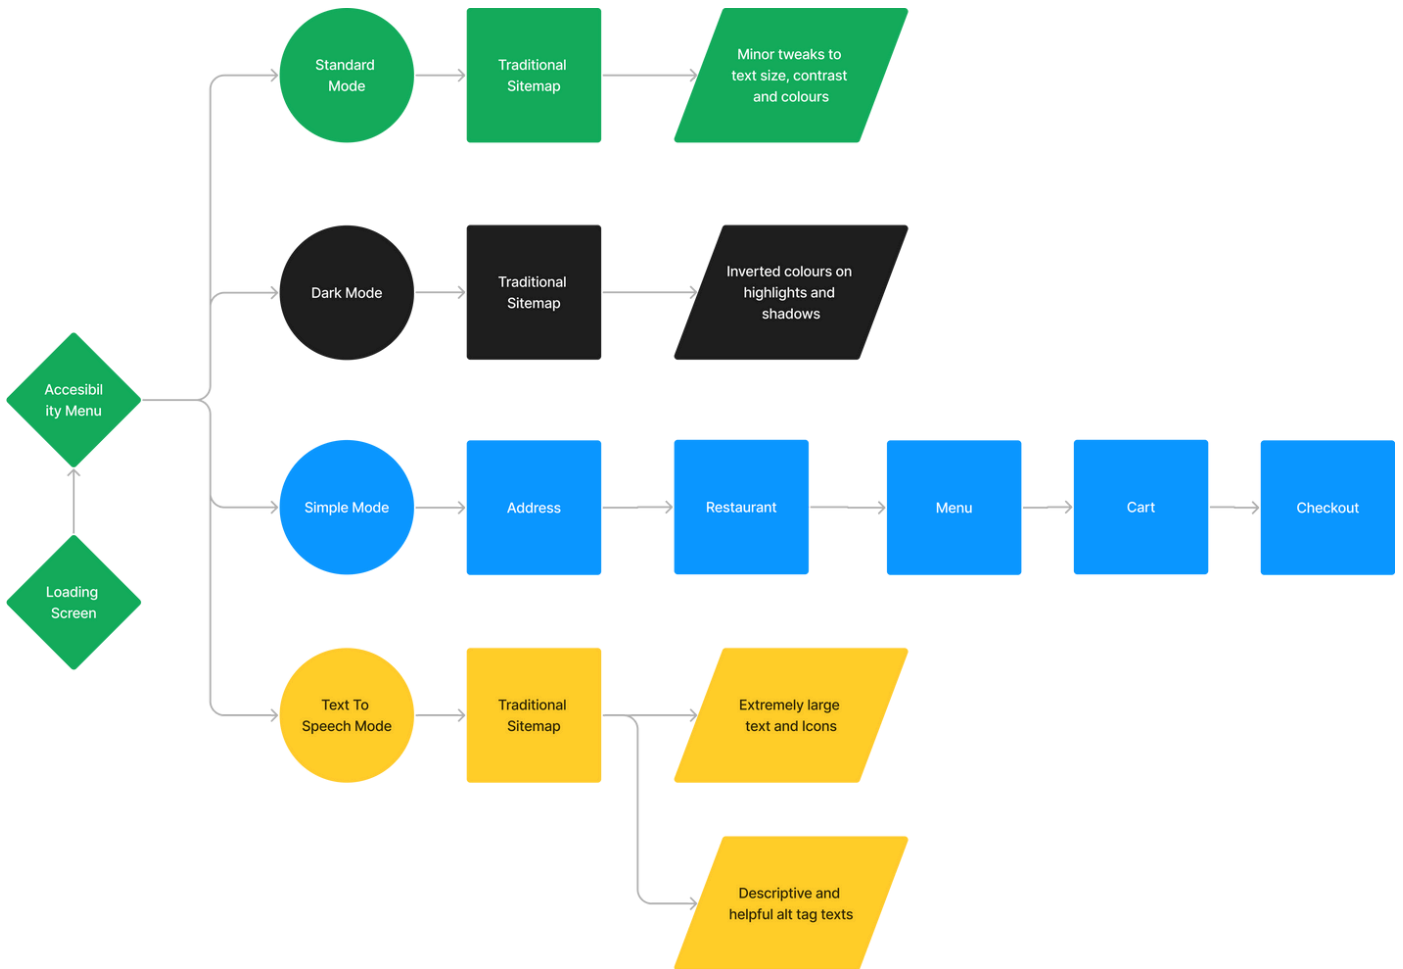 Standard
Mode
Traditional
Sitemap
Minor tweaks to
text size, contrast
and colours
Dark Mode
Traditional
Sitemap
Inverted colours on
highlights and
shadows
Accesibil
ity Menu
Simple Mode
Address
Restaurant
Menu
Cart
Checkout
Loading
Screen
Text To
Speech Mode
Traditional
Sitemap
Extremely large
text and Icons
Descriptive and
helpful alt tag texts